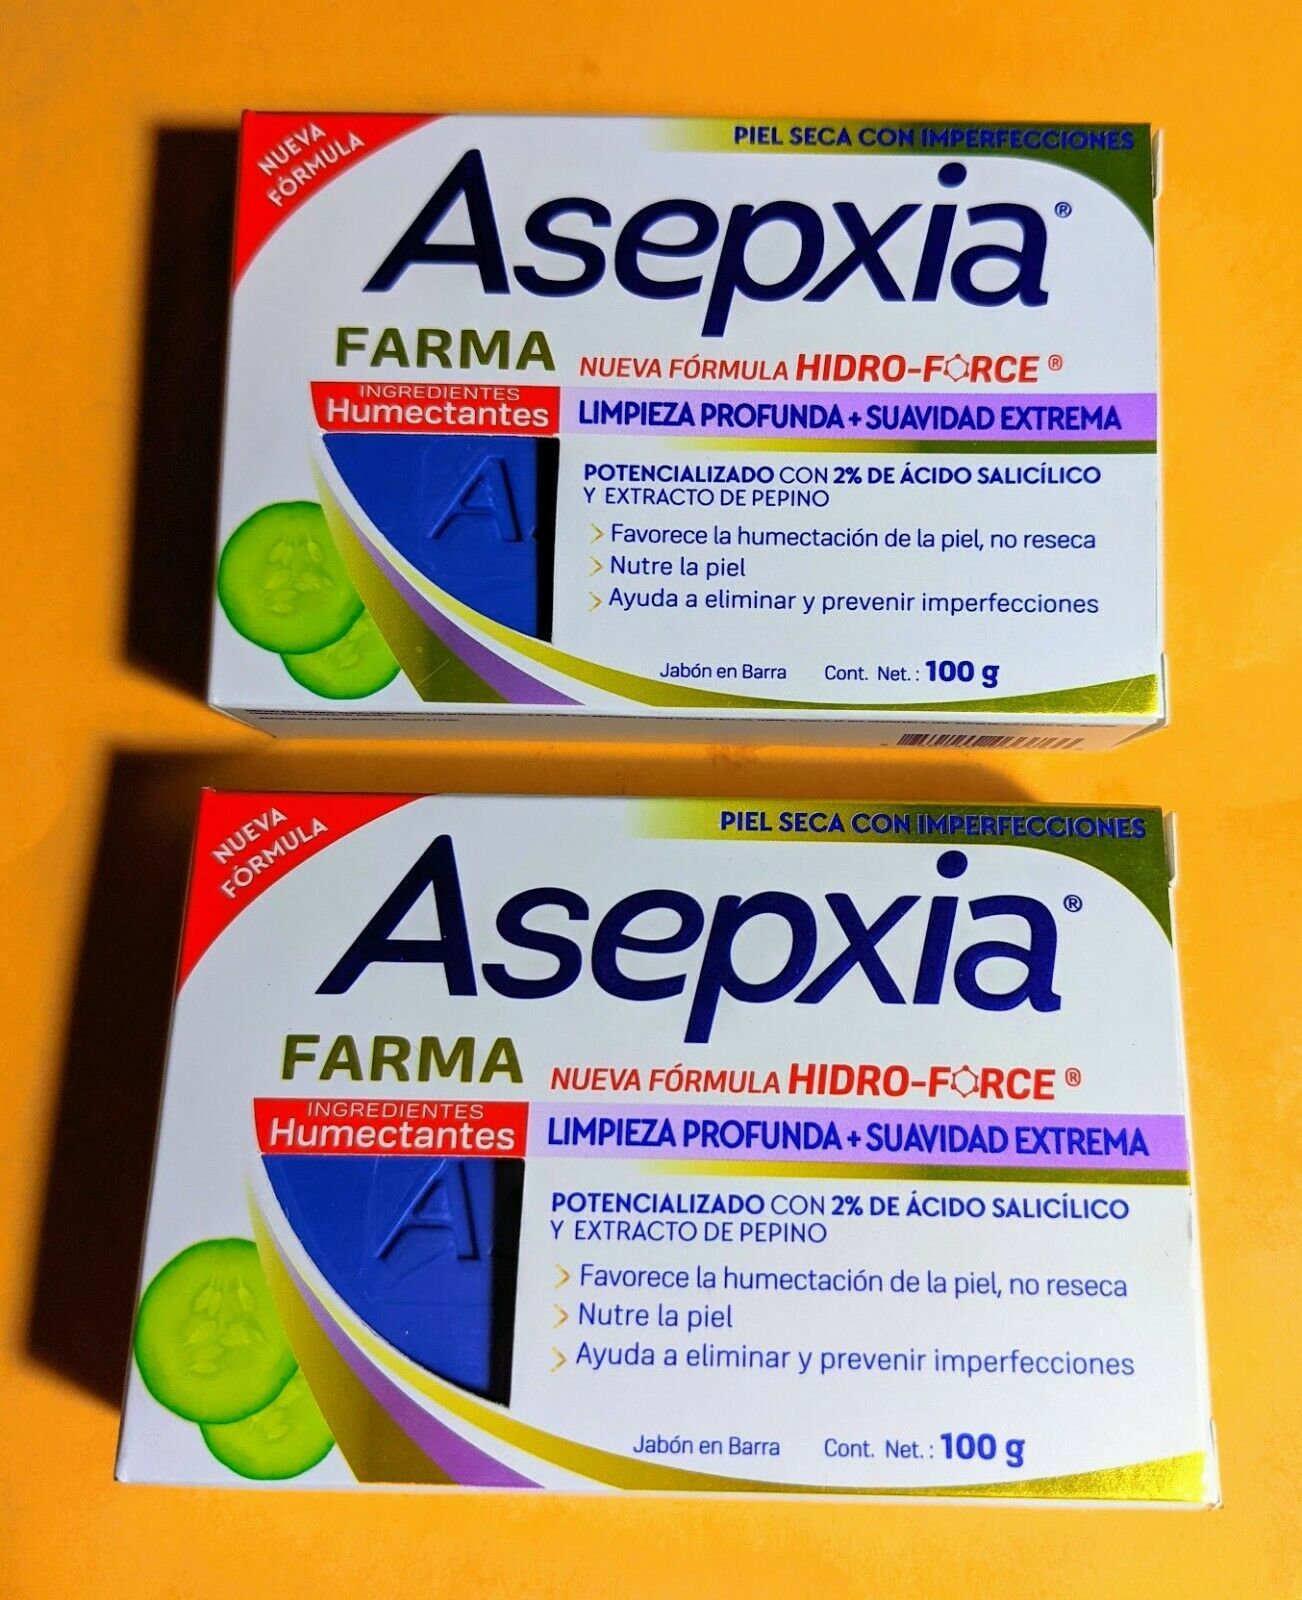 NUEVA
FÓRMULA
PIEL SECA CON IMPERFECCIONES
Asepxia®
FARMA
NUEVA FÓRMULA HIDRO-FORCE®
INGREDIENTES
Humectantes
LIMPIEZA PROFUNDA + SUAVIDAD EXTREMA
A
POTENCIALIZADO CON 2% DE ÁCIDO SALICÍLICO
Y EXTRACTO DE PEPINO
Favorece la humectación de la piel, no reseca
Nutre la piel
Ayuda a eliminar y prevenir imperfecciones
Jabón en Barra Cont. Net.: 100 g
NUEVA
FÓRMULA
PIEL SECA CON IMPERFECCIONES
Asepxia®
FARMA
NUEVA FÓRMULA HIDRO-FORCE®
INGREDIENTES
Humectantes
LIMPIEZA PROFUNDA + SUAVIDAD EXTREMA
A
POTENCIALIZADO CON 2% DE ÁCIDO SALICÍLICO
Y EXTRACTO DE PEPINO
Favorece la humectación de la piel, no reseca
Nutre la piel
Ayuda a eliminar y prevenir imperfecciones
Jabón en Barra Cont. Net.: 100 g